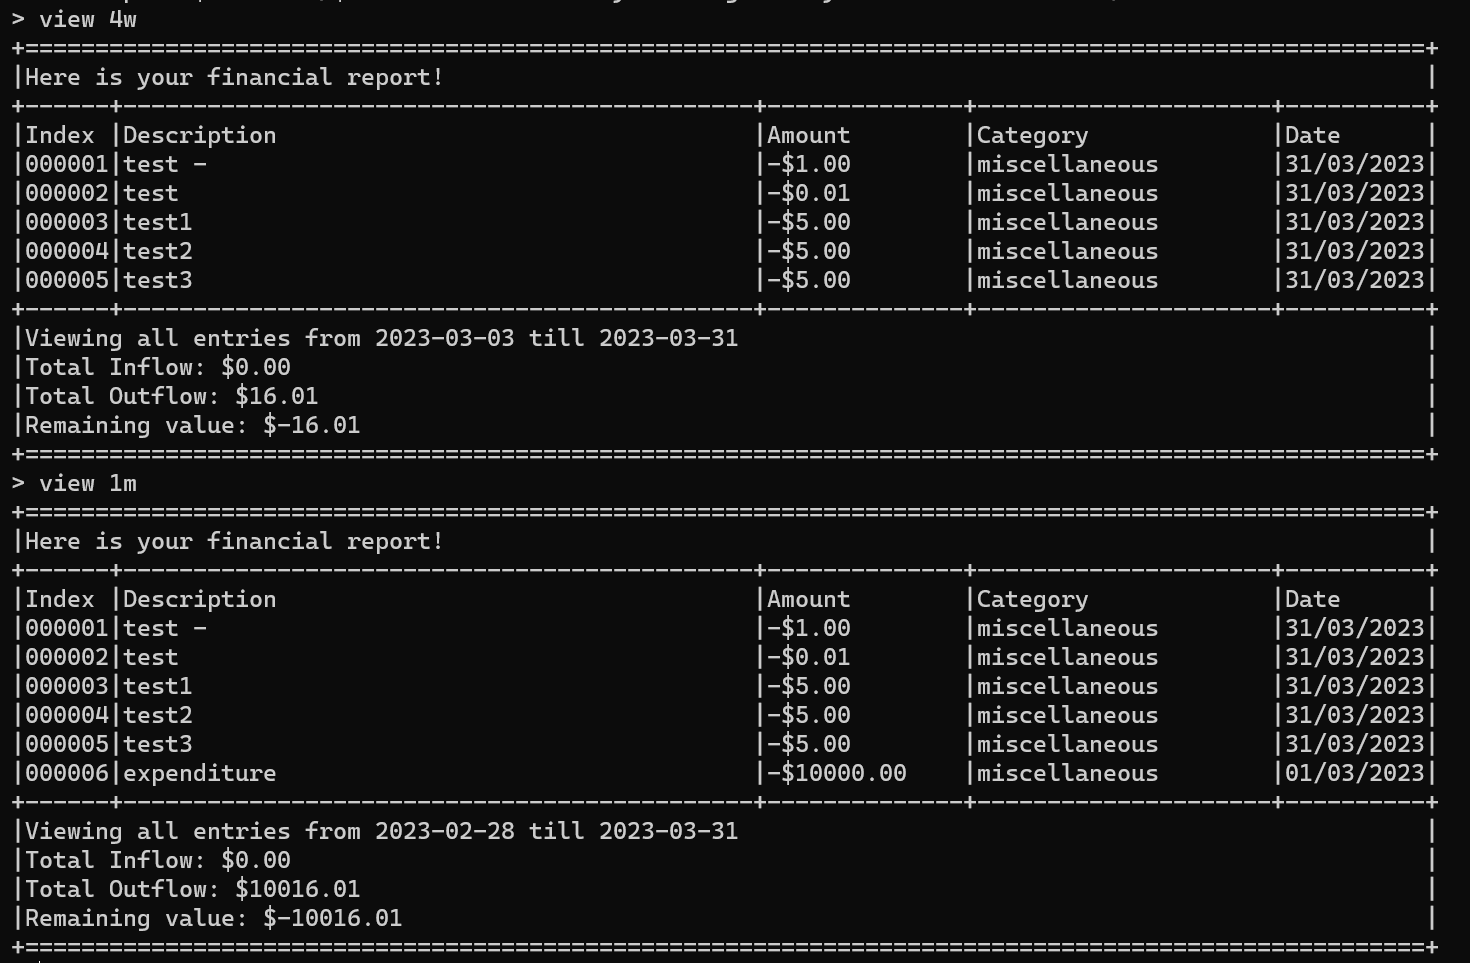 > view 4w
+====================================================================================================+
|Here is your financial report!                                                                      |
+------+---------------------------------------------+--------------+---------------------+----------+
|Index |Description                                  |Amount        |Category             |Date      |
|000001|test -                                       |-$1.00        |miscellaneous        |31/03/2023|
|000002|test                                         |-$0.01        |miscellaneous        |31/03/2023|
|000003|test1                                        |-$5.00        |miscellaneous        |31/03/2023|
|000004|test2                                        |-$5.00        |miscellaneous        |31/03/2023|
|000005|test3                                        |-$5.00        |miscellaneous        |31/03/2023|
+------+---------------------------------------------+--------------+---------------------+----------+
|Viewing all entries from 2023-03-03 till 2023-03-31                                                 |
|Total Inflow: $0.00                                                                                 |
|Total Outflow: $16.01                                                                               |
|Remaining value: $-16.01                                                                            |
+====================================================================================================+
> view 1m
+====================================================================================================+
|Here is your financial report!                                                                      |
+------+---------------------------------------------+--------------+---------------------+----------+
|Index |Description                                  |Amount        |Category             |Date      |
|000001|test -                                       |-$1.00        |miscellaneous        |31/03/2023|
|000002|test                                         |-$0.01        |miscellaneous        |31/03/2023|
|000003|test1                                        |-$5.00        |miscellaneous        |31/03/2023|
|000004|test2                                        |-$5.00        |miscellaneous        |31/03/2023|
|000005|test3                                        |-$5.00        |miscellaneous        |31/03/2023|
|000006|expenditure                                  |-$10000.00    |miscellaneous        |01/03/2023|
+------+---------------------------------------------+--------------+---------------------+----------+
|Viewing all entries from 2023-02-28 till 2023-03-31                                                 |
|Total Inflow: $0.00                                                                                 |
|Total Outflow: $10016.01                                                                            |
|Remaining value: $-10016.01                                                                         |
+====================================================================================================+